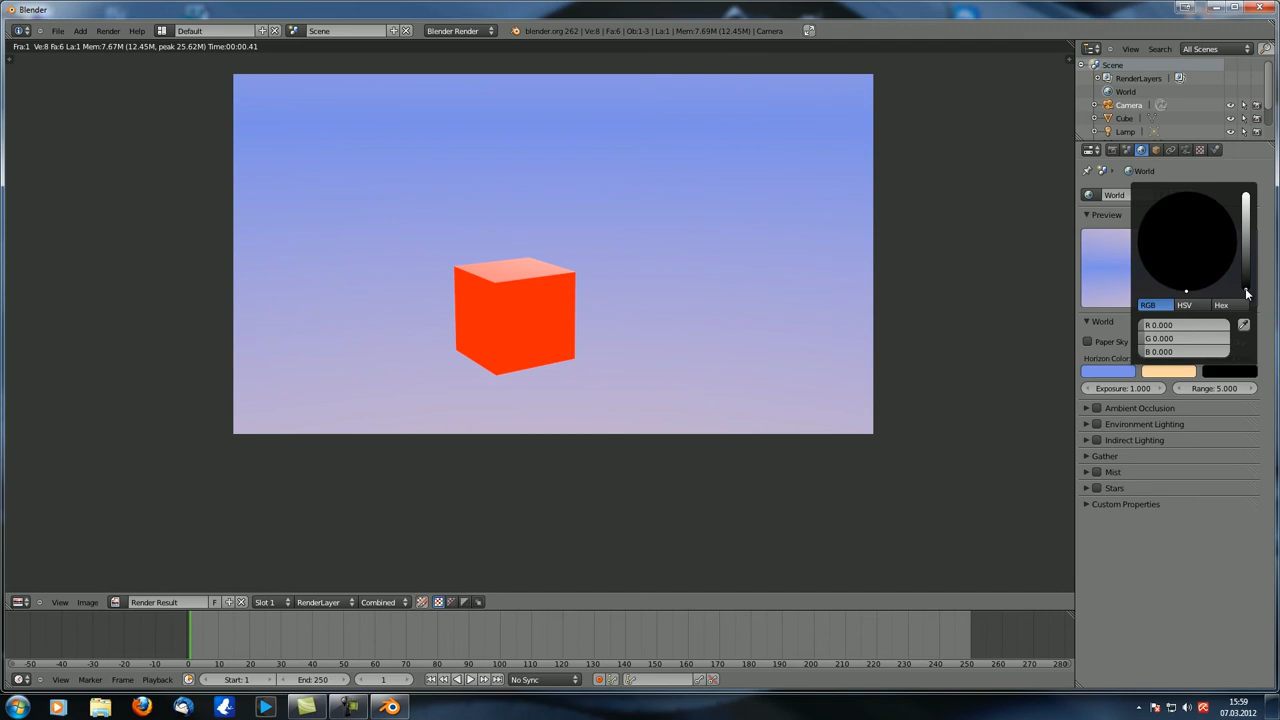 Blender
File Add Render Help Default Scene Blender Render blender.org 262 | Ve:8 | Fa:6 | Ob:1-3 | La:1 | Mem:7.69M (12.45M) | Camera
Fra:1 Ve:8 Fa:6 La:1 Mem:7.67M (12.45M, peak 25.62M) Time:00:00.41
View Search All Scenes
Scene
RenderLayers |
World
Camera
Cube
Lamp
World
World
Preview
RGB HSV Hex
R 0.000
G 0.000
B 0.000
World
Paper Sky
Horizon Color:
Exposure: 1.000 Range: 5.000
Ambient Occlusion
Environment Lighting
Indirect Lighting
Gather
Mist
Stars
Custom Properties
View Image Render Result F Slot 1 RenderLayer Combined
-50 -40 -30 -20 -10 0 10 20 30 40 50 60 70 80 90 100 110 120 130 140 150 160 170 180 190 200 210 220 230 240 250 260 270 280
View Marker Frame Playback Start: 1 End: 250 1 No Sync
15:59
07.03.2012